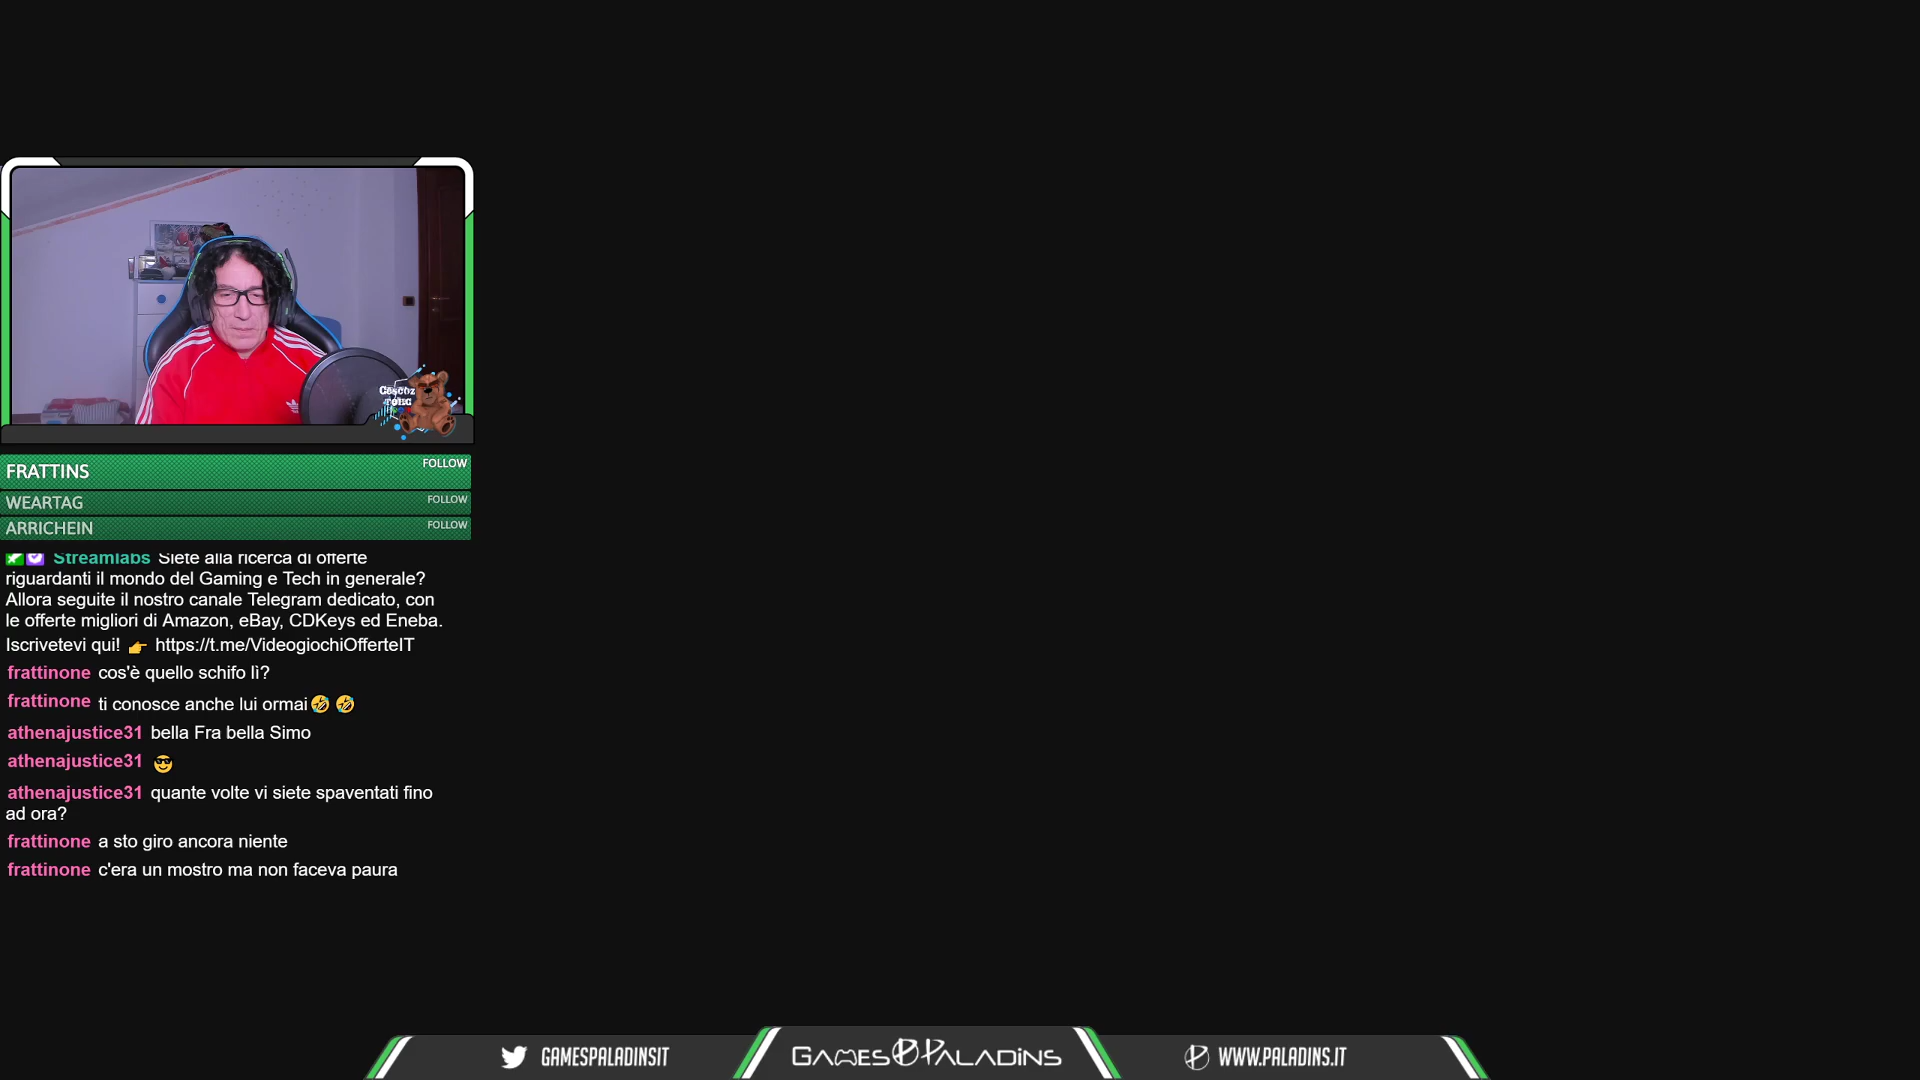 FRATTINS FOLLOW
WEARTAG FOLLOW
ARRICHEIN FOLLOW
Streamlabs Siete alla ricerca di offerte
riguardanti il mondo del Gaming e Tech in generale?
Allora seguite il nostro canale Telegram dedicato, con
le offerte migliori di Amazon, eBay, CDKeys ed Eneba.
Iscrivetevi qui! 👉 https://t.me/VideogiochiOfferteIT
frattinone cos'è quello schifo lì?
frattinone ti conosce anche lui ormai🤣 🤣
athenajustice31 bella Fra bella Simo
athenajustice31 😎
athenajustice31 quante volte vi siete spaventati fino
ad ora?
frattinone a sto giro ancora niente
frattinone c'era un mostro ma non faceva paura
GAMESPALADINSIT
GAMES PALADINS
WWW.PALADINS.IT